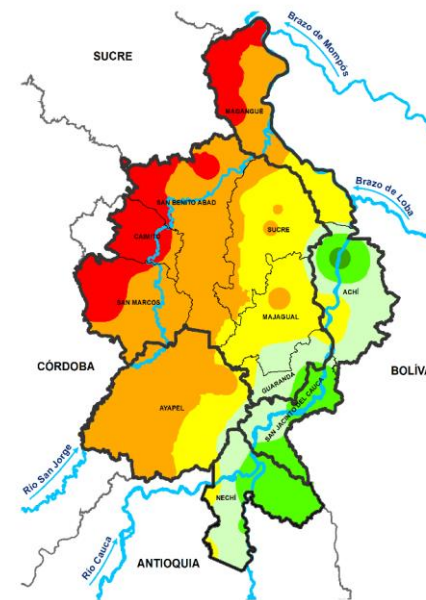 Brazo de Mompós
SUCRE
MAGANGUÉ
Brazo de Loba
SAN BENITO ABAD
SUCRE
CAIMITO
ACHÍ
SAN MARCOS
MAJAGUAL
CÓRDOBA
BOLÍVA
GUARANDA
AYAPEL
SAN JACINTO DEL CAUCA
Río San Jorge
NECHÍ
Río Cauca
ANTIOQUIA